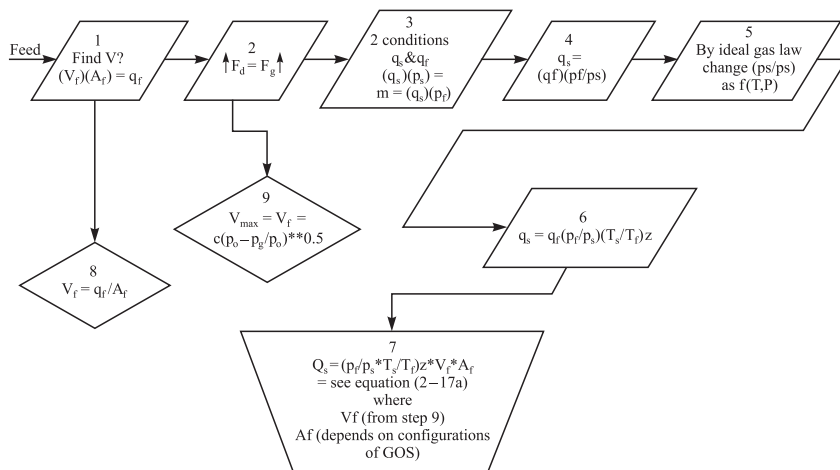 Feed
1
Find V?
(V_f)(A_f) = q_f
2
↑F_d = F_g↑
3
2 conditions
q_s&q_f
(q_s)(p_s) =
m = (q_s)(p_f)
4
q_s =
(qf)(pf/ps)
5
By ideal gas law
change (ps/ps)
as f(T,P)
9
V_max = V_f =
c(p_o−p_g/p_o)**0.5
6
q_s = q_f(p_f/p_s)(T_s/T_f)z
8
V_f = q_f/A_f
7
Q_s = (p_f/p_s*T_s/T_f)z*V_f*A_f
= see equation (2−17a)
where
Vf (from step 9)
Af (depends on configurations
of GOS)